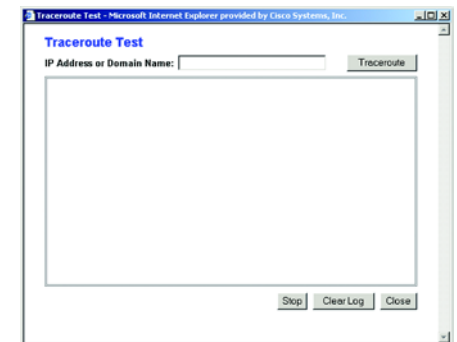 Traceroute Test - Microsoft Internet Explorer provided by Cisco Systems, Inc.
Traceroute Test
IP Address or Domain Name: Traceroute
Stop Clear Log Close